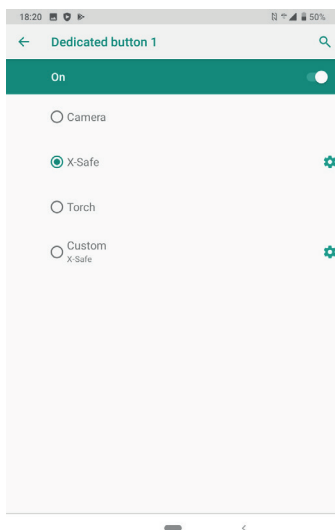 18:20 50%
Dedicated button 1
On
Camera
X-Safe
Torch
Custom
X-Safe